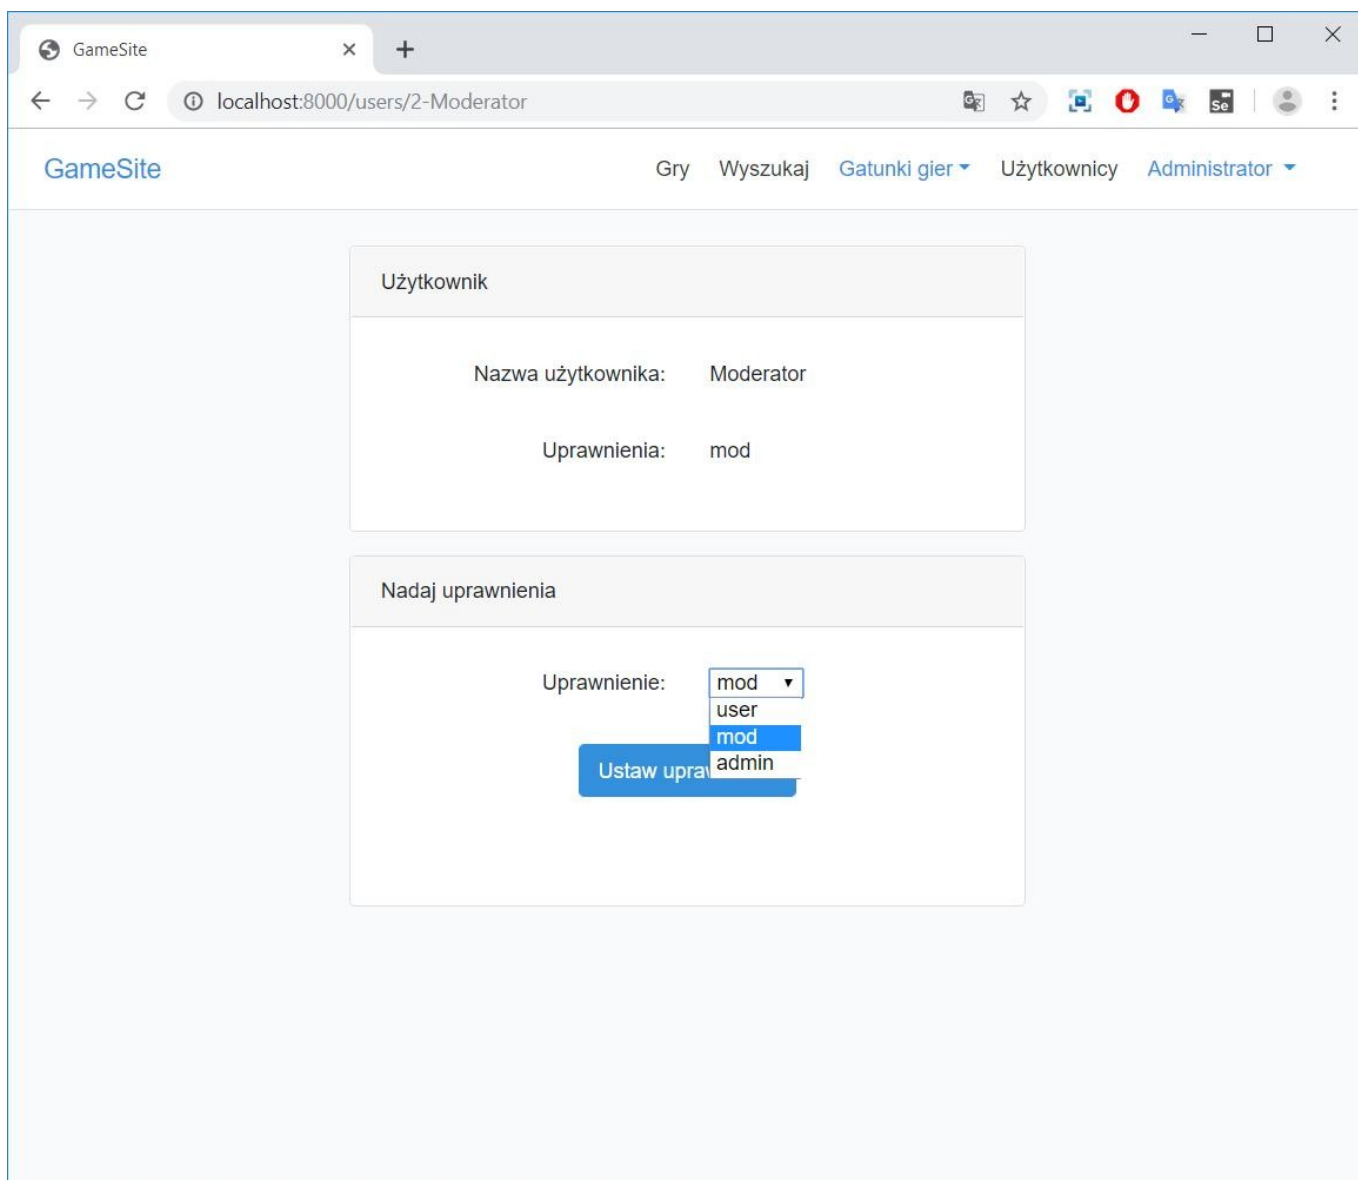 GameSite
localhost:8000/users/2-Moderator
Se
GameSite Gry Wyszukaj Gatunki gier Użytkownicy Administrator
Użytkownik
Nazwa użytkownika: Moderator
Uprawnienia: mod
Nadaj uprawnienia
Uprawnienie: mod
user
mod
admin
Ustaw